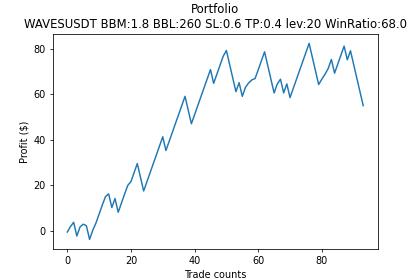 Portfolio
WAVESUSDT BBM:1.8 BBL:260 SL:0.6 TP:0.4 lev:20 WinRatio:68.0
80
60
40
20
0
Profit ($)
0 20 40 60 80
Trade counts